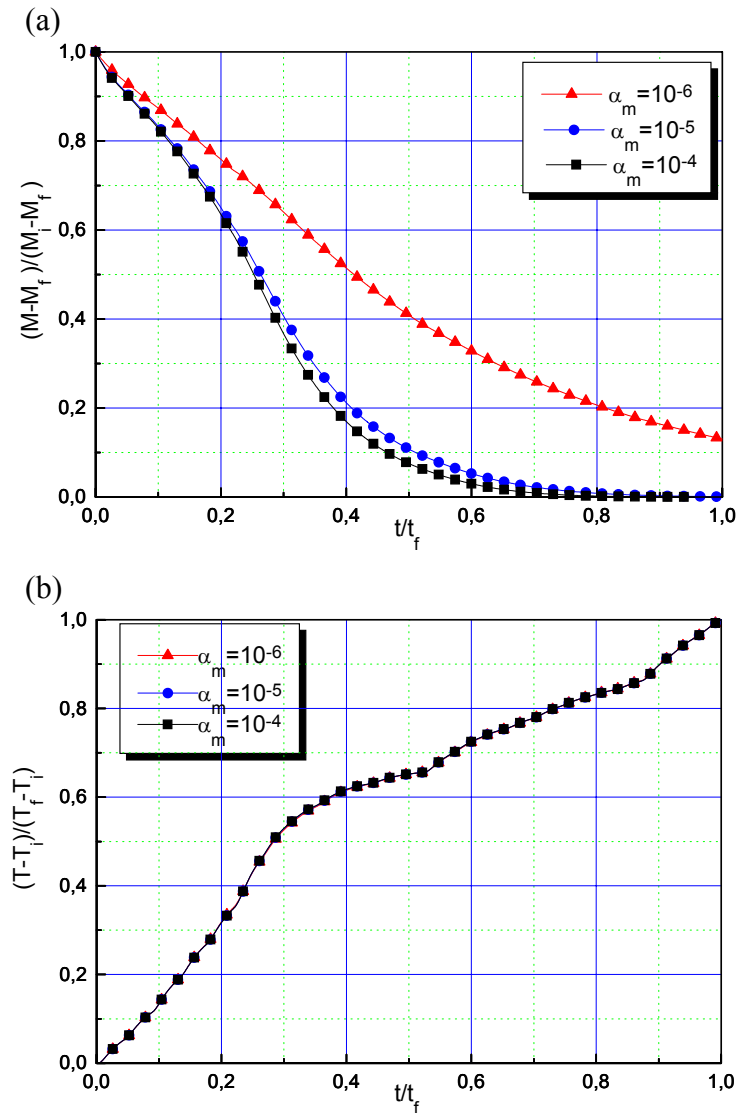 (a)
1,0
0,8
0,6
0,4
0,2
0,0
(M-M_f)/(M_i-M_f)
α_m=10^-6
α_m=10^-5
α_m=10^-4
0,0 0,2 0,4 0,6 0,8 1,0
t/t_f
(b)
1,0
0,8
0,6
0,4
0,2
0,0
(T-T_i)/(T_f-T_i)
α_m=10^-6
α_m=10^-5
α_m=10^-4
0,0 0,2 0,4 0,6 0,8 1,0
t/t_f